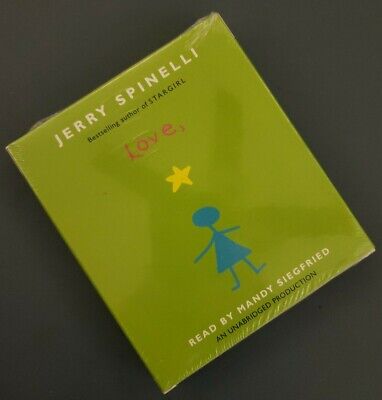 JERRY SPINELLI
Bestselling author of STARGIRL
Love,
READ BY MANDY SIEGFRIED
AN UNABRIDGED PRODUCTION